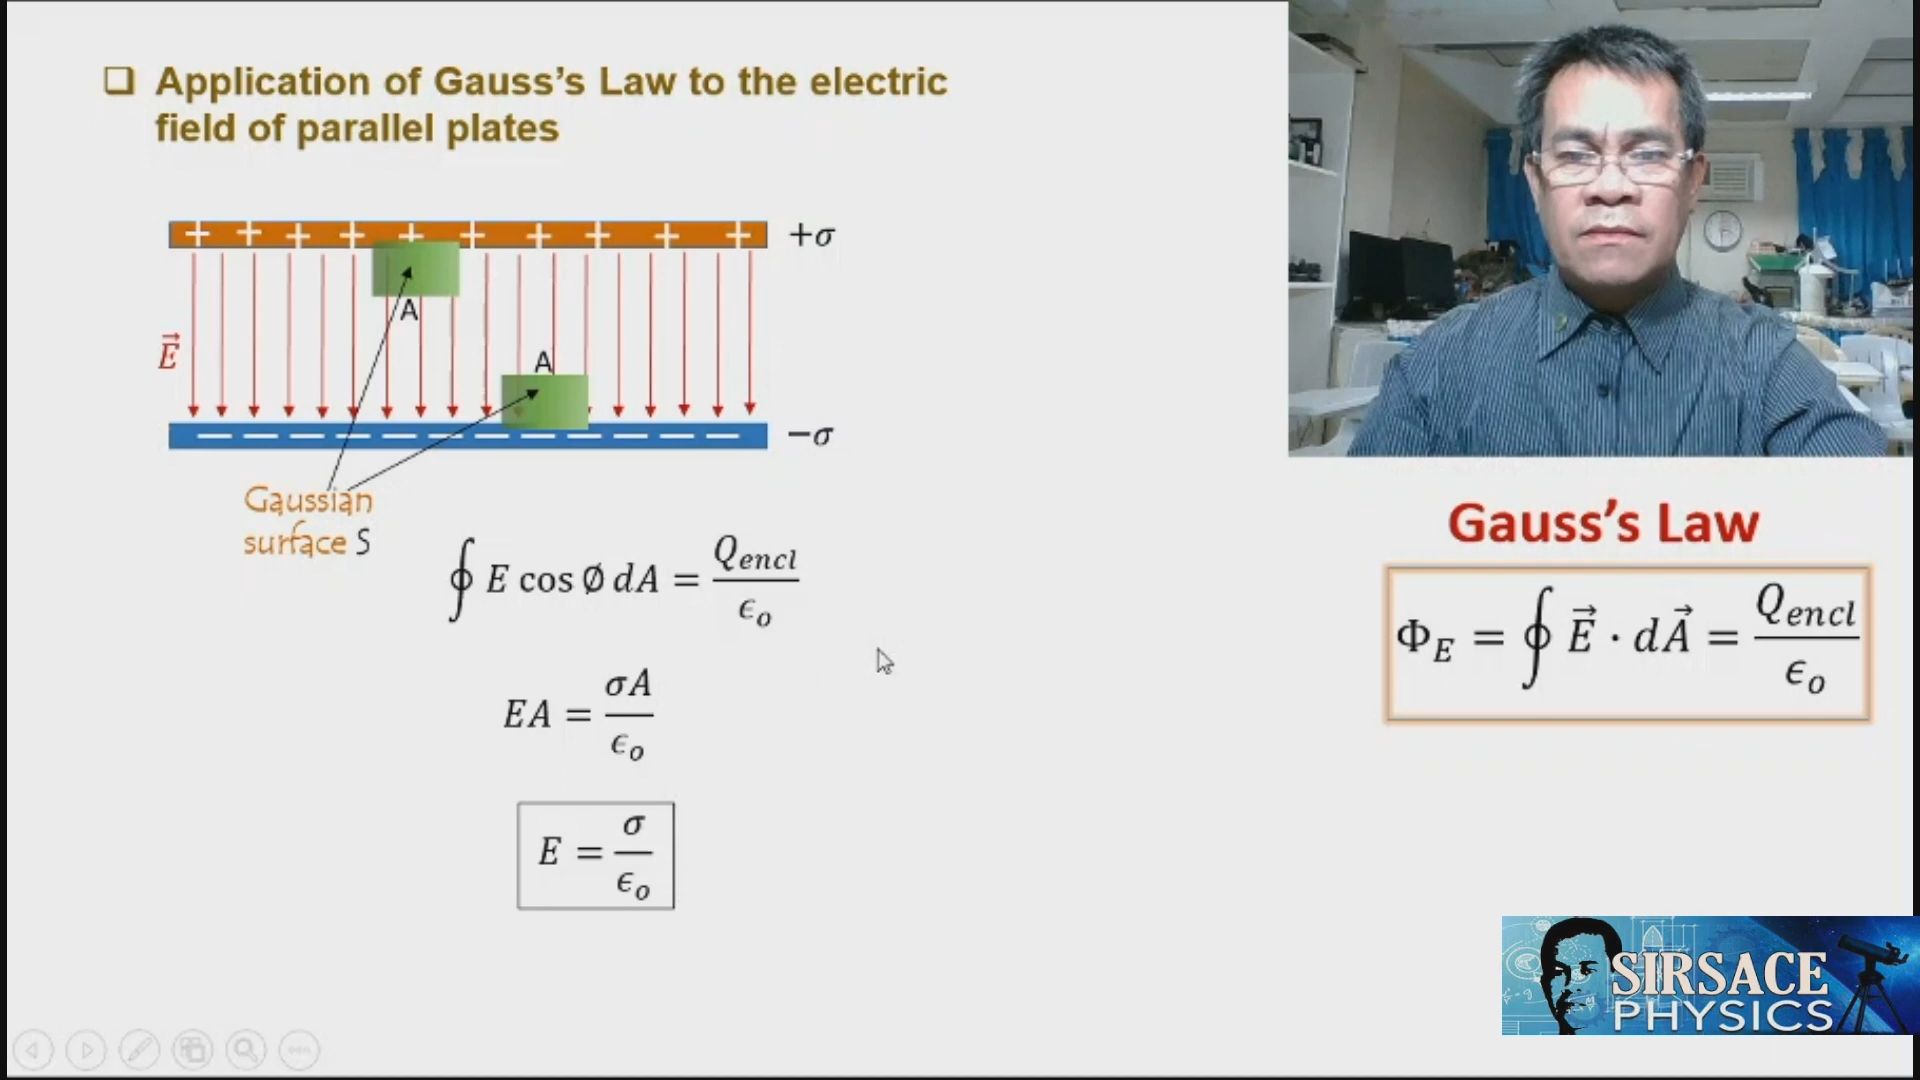 ❑ Application of Gauss's Law to the electric
field of parallel plates
+ + + + + + + + + +
+σ
A
E⃗
A
−σ
Gaussian
surface S
∮ E cos ∅ dA = Q_encl / ϵ_o
EA = σA / ϵ_o
E = σ / ϵ_o
Gauss's Law
Φ_E = ∮ E⃗ · dA⃗ = Q_encl / ϵ_o
SIRSACE
PHYSICS